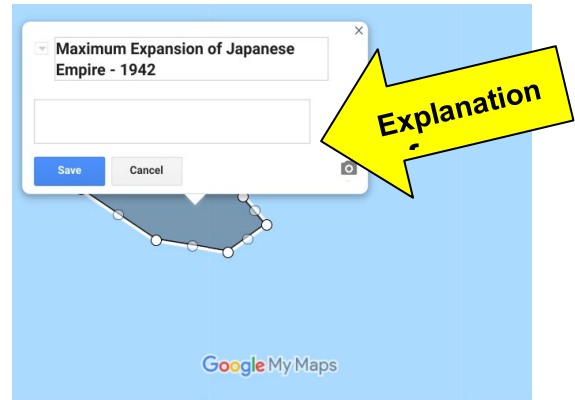 Maximum Expansion of Japanese
Empire - 1942
Explanation
Save
Cancel
Google My Maps